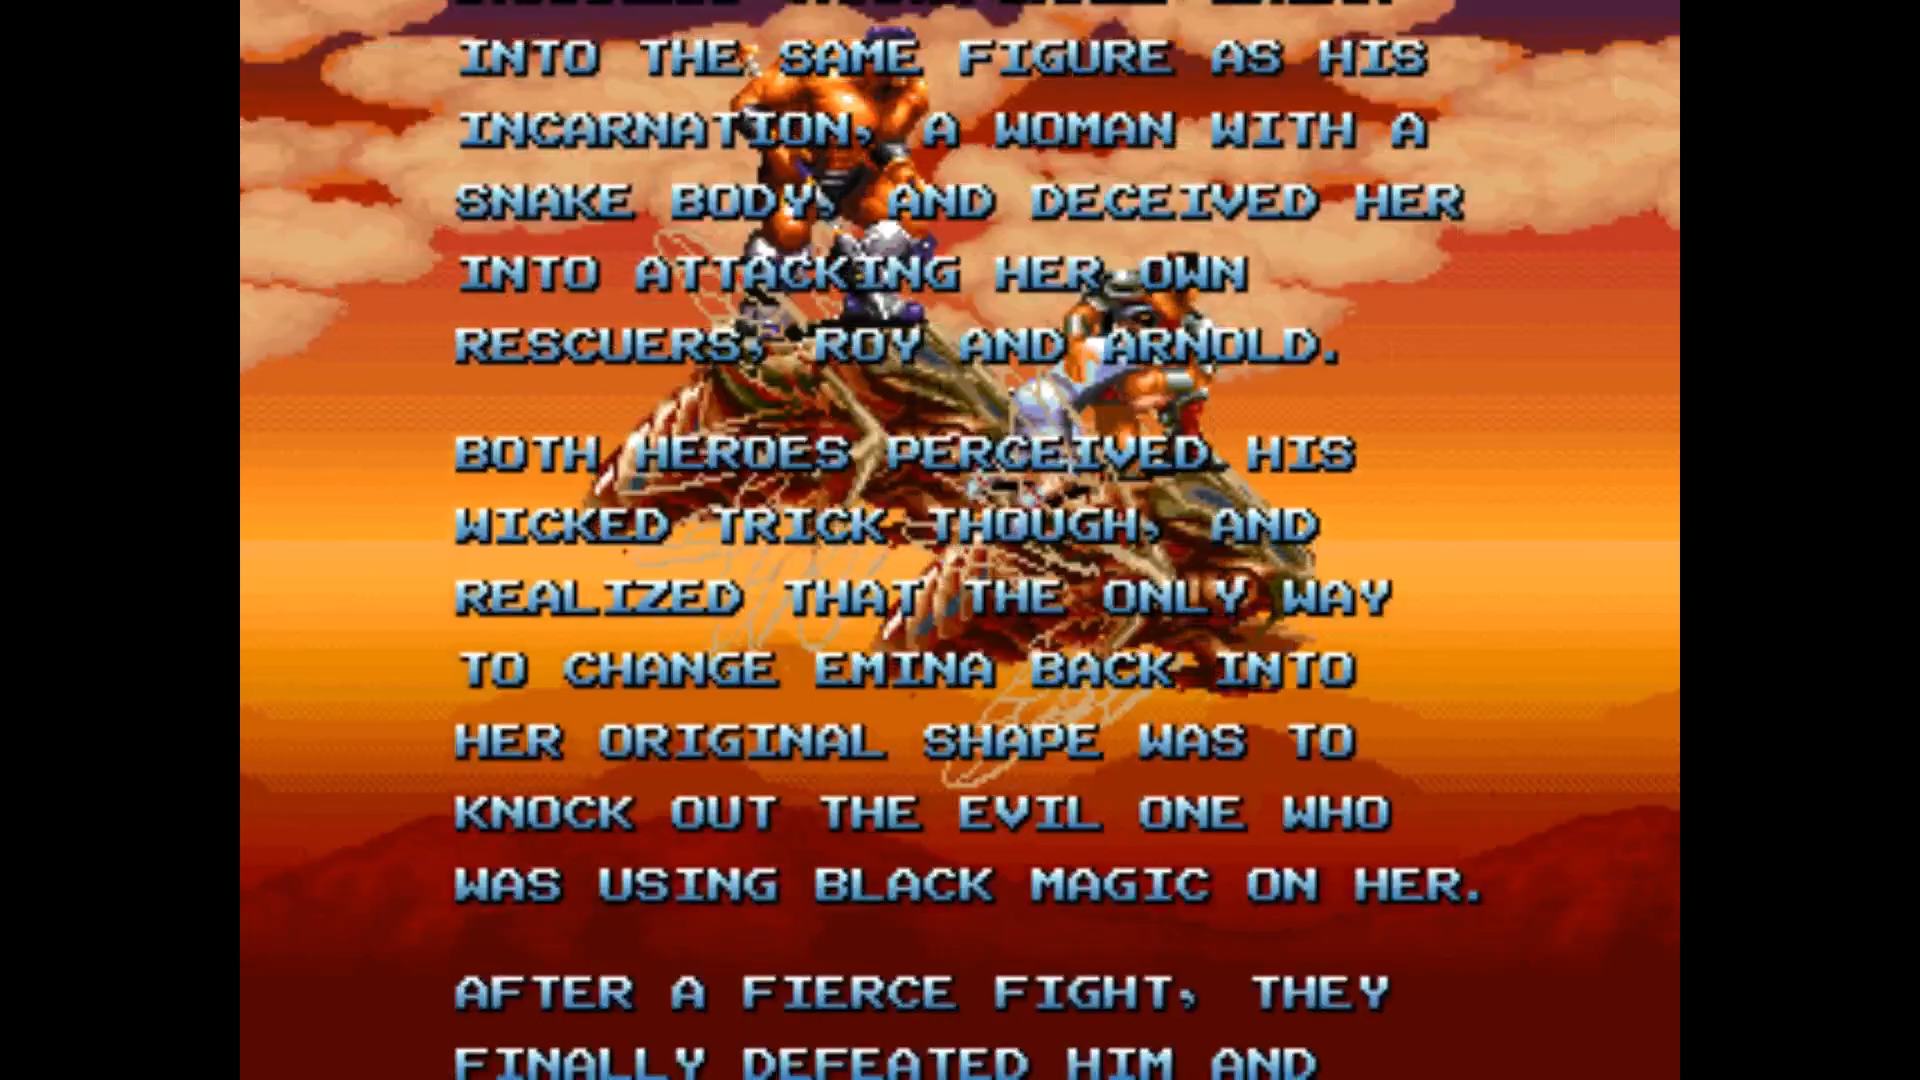 INTO THE SAME FIGURE AS HIS
INCARNATION, A WOMAN WITH A
SNAKE BODY, AND DECEIVED HER
INTO ATTACKING HER OWN
RESCUERS, ROY AND ARNOLD.
BOTH HEROES PERCEIVED HIS
WICKED TRICK THOUGH, AND
REALIZED THAT THE ONLY WAY
TO CHANGE EMINA BACK INTO
HER ORIGINAL SHAPE WAS TO
KNOCK OUT THE EVIL ONE WHO
WAS USING BLACK MAGIC ON HER.
AFTER A FIERCE FIGHT, THEY
FINALLY DEFEATED HIM AND